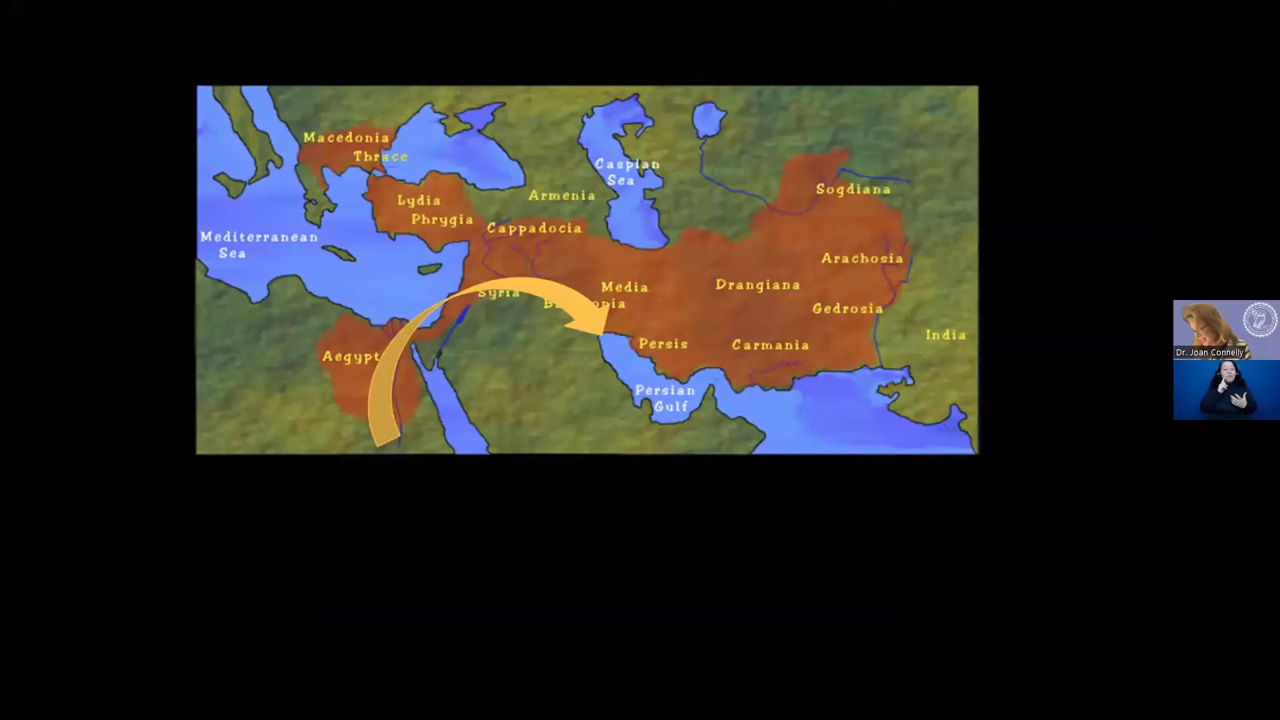 Macedonia
Thrace
Caspian
Sea
Sogdiana
Armenia
Lydia
Phrygia
Cappadocia
Mediterranean
Sea
Arachosia
Media
Drangiana
Syria
Gedrosia
India
Persis
Carmania
Aegypt
Persian
Gulf
Dr. Joan Connelly